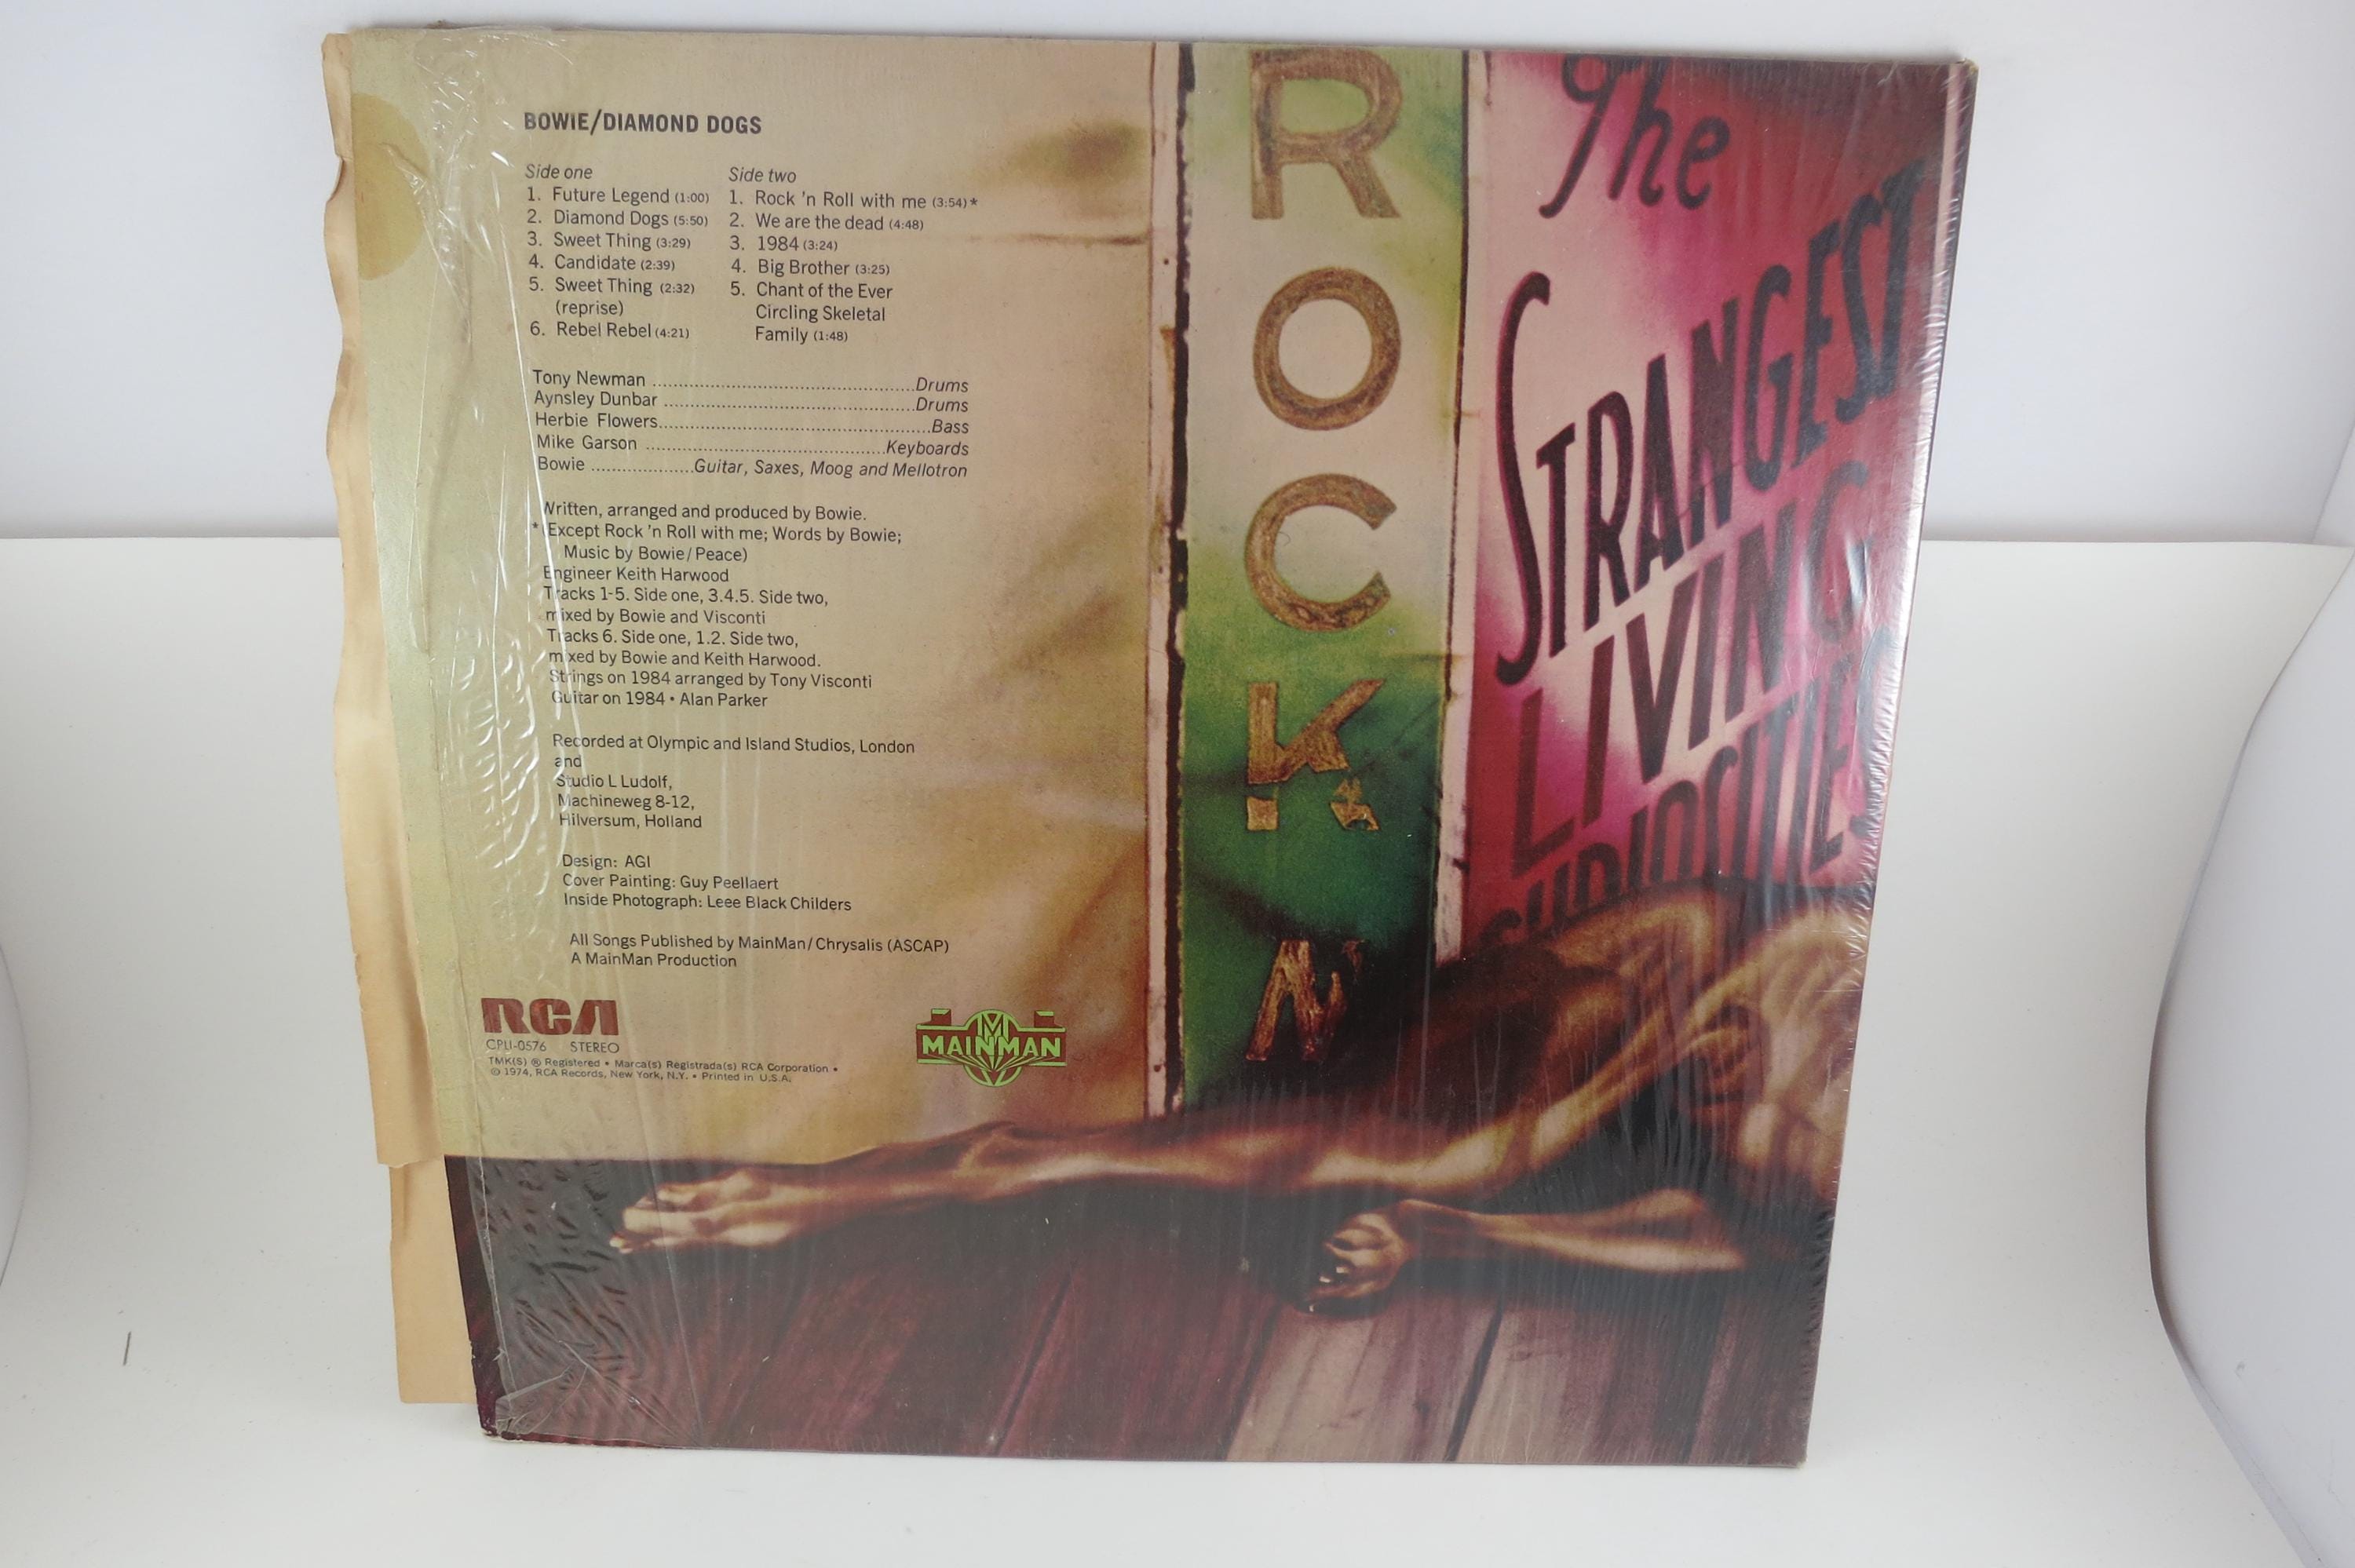 BOWIE/DIAMOND DOGS
Side one
1. Future Legend (1:00)
2. Diamond Dogs (5:50)
3. Sweet Thing (3:29)
4. Candidate (2:39)
5. Sweet Thing (2:32)
(reprise)
6. Rebel Rebel (4:21)
Side two
1. Rock 'n Roll with me (3:54)*
2. We are the dead (4:48)
3. 1984 (3:24)
4. Big Brother (3:25)
5. Chant of the Ever
Circling Skeletal
Family (1:48)
Tony Newman ........................ Drums
Aynsley Dunbar ........................ Drums
Herbie Flowers ........................ Bass
Mike Garson ........................ Keyboards
Bowie .................... Guitar, Saxes, Moog and Mellotron
Written, arranged and produced by Bowie.
*(Except Rock 'n Roll with me; Words by Bowie;
Music by Bowie/Peace)
Engineer Keith Harwood
Tracks 1-5. Side one, 3.4.5. Side two,
mixed by Bowie and Visconti
Tracks 6. Side one, 1.2. Side two,
mixed by Bowie and Keith Harwood.
Strings on 1984 arranged by Tony Visconti
Guitar on 1984 • Alan Parker
Recorded at Olympic and Island Studios, London
and
Studio L Ludolf,
Machineweg 8-12,
Hilversum, Holland
Design: AGI
Cover Painting: Guy Peellaert
Inside Photograph: Leee Black Childers
All Songs Published by MainMan/Chrysalis (ASCAP)
A MainMan Production
RCA
CPL1-0576 STEREO
TMK(S) ® Registered • Marca(s) Registrada(s) RCA Corporation •
© 1974, RCA Records, New York, N.Y. • Printed in U.S.A.
M
MAINMAN
R
O
C
K
N
The
STRANGEST
LIVING
CURIOSITIES